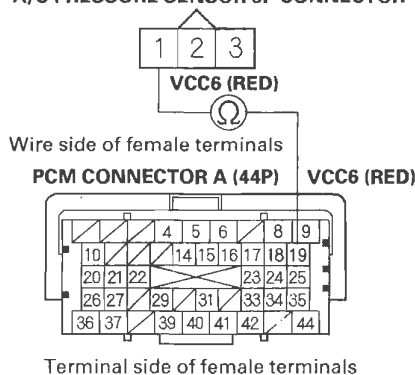 A/C PRESSURE SENSOR 3P CONNECTOR
1 2 3
VCC6 (RED)
Ω
Wire side of female terminals
PCM CONNECTOR A (44P) VCC6 (RED)
4 5 6 8 9
10 14 15 16 17 18 19
20 21 22 23 24 25
26 27 29 31 33 34 35
36 37 39 40 41 42 44
Terminal side of female terminals